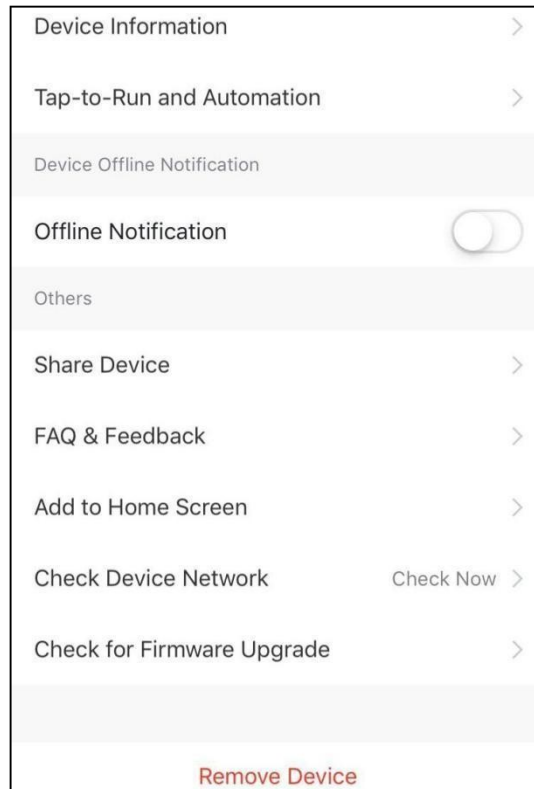 Device Information
Tap-to-Run and Automation
Device Offline Notification
Offline Notification
Others
Share Device
FAQ & Feedback
Add to Home Screen
Check Device Network Check Now
Check for Firmware Upgrade
Remove Device